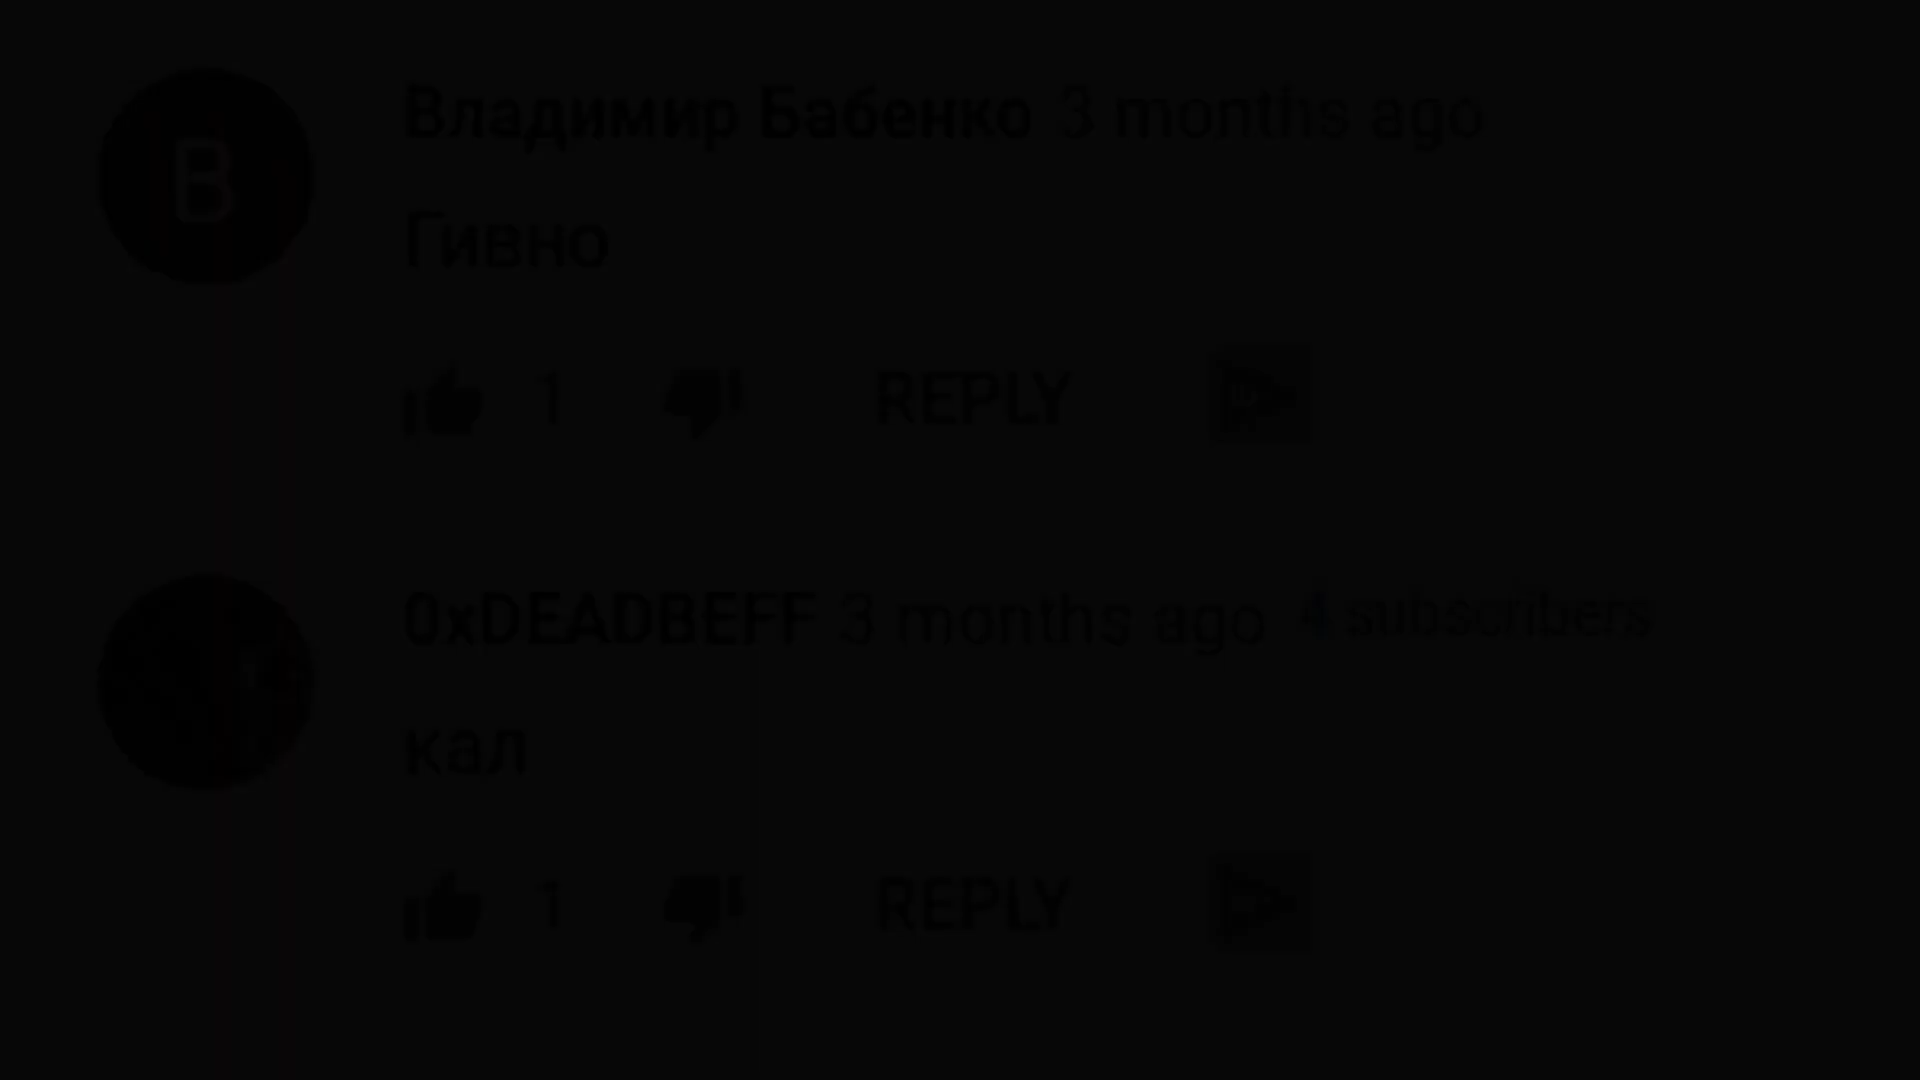 B
Владимир Бабенко 3 months ago
Гивно
1 REPLY
0xDEADBEFF 3 months ago 4 subscribers
кал
1 REPLY